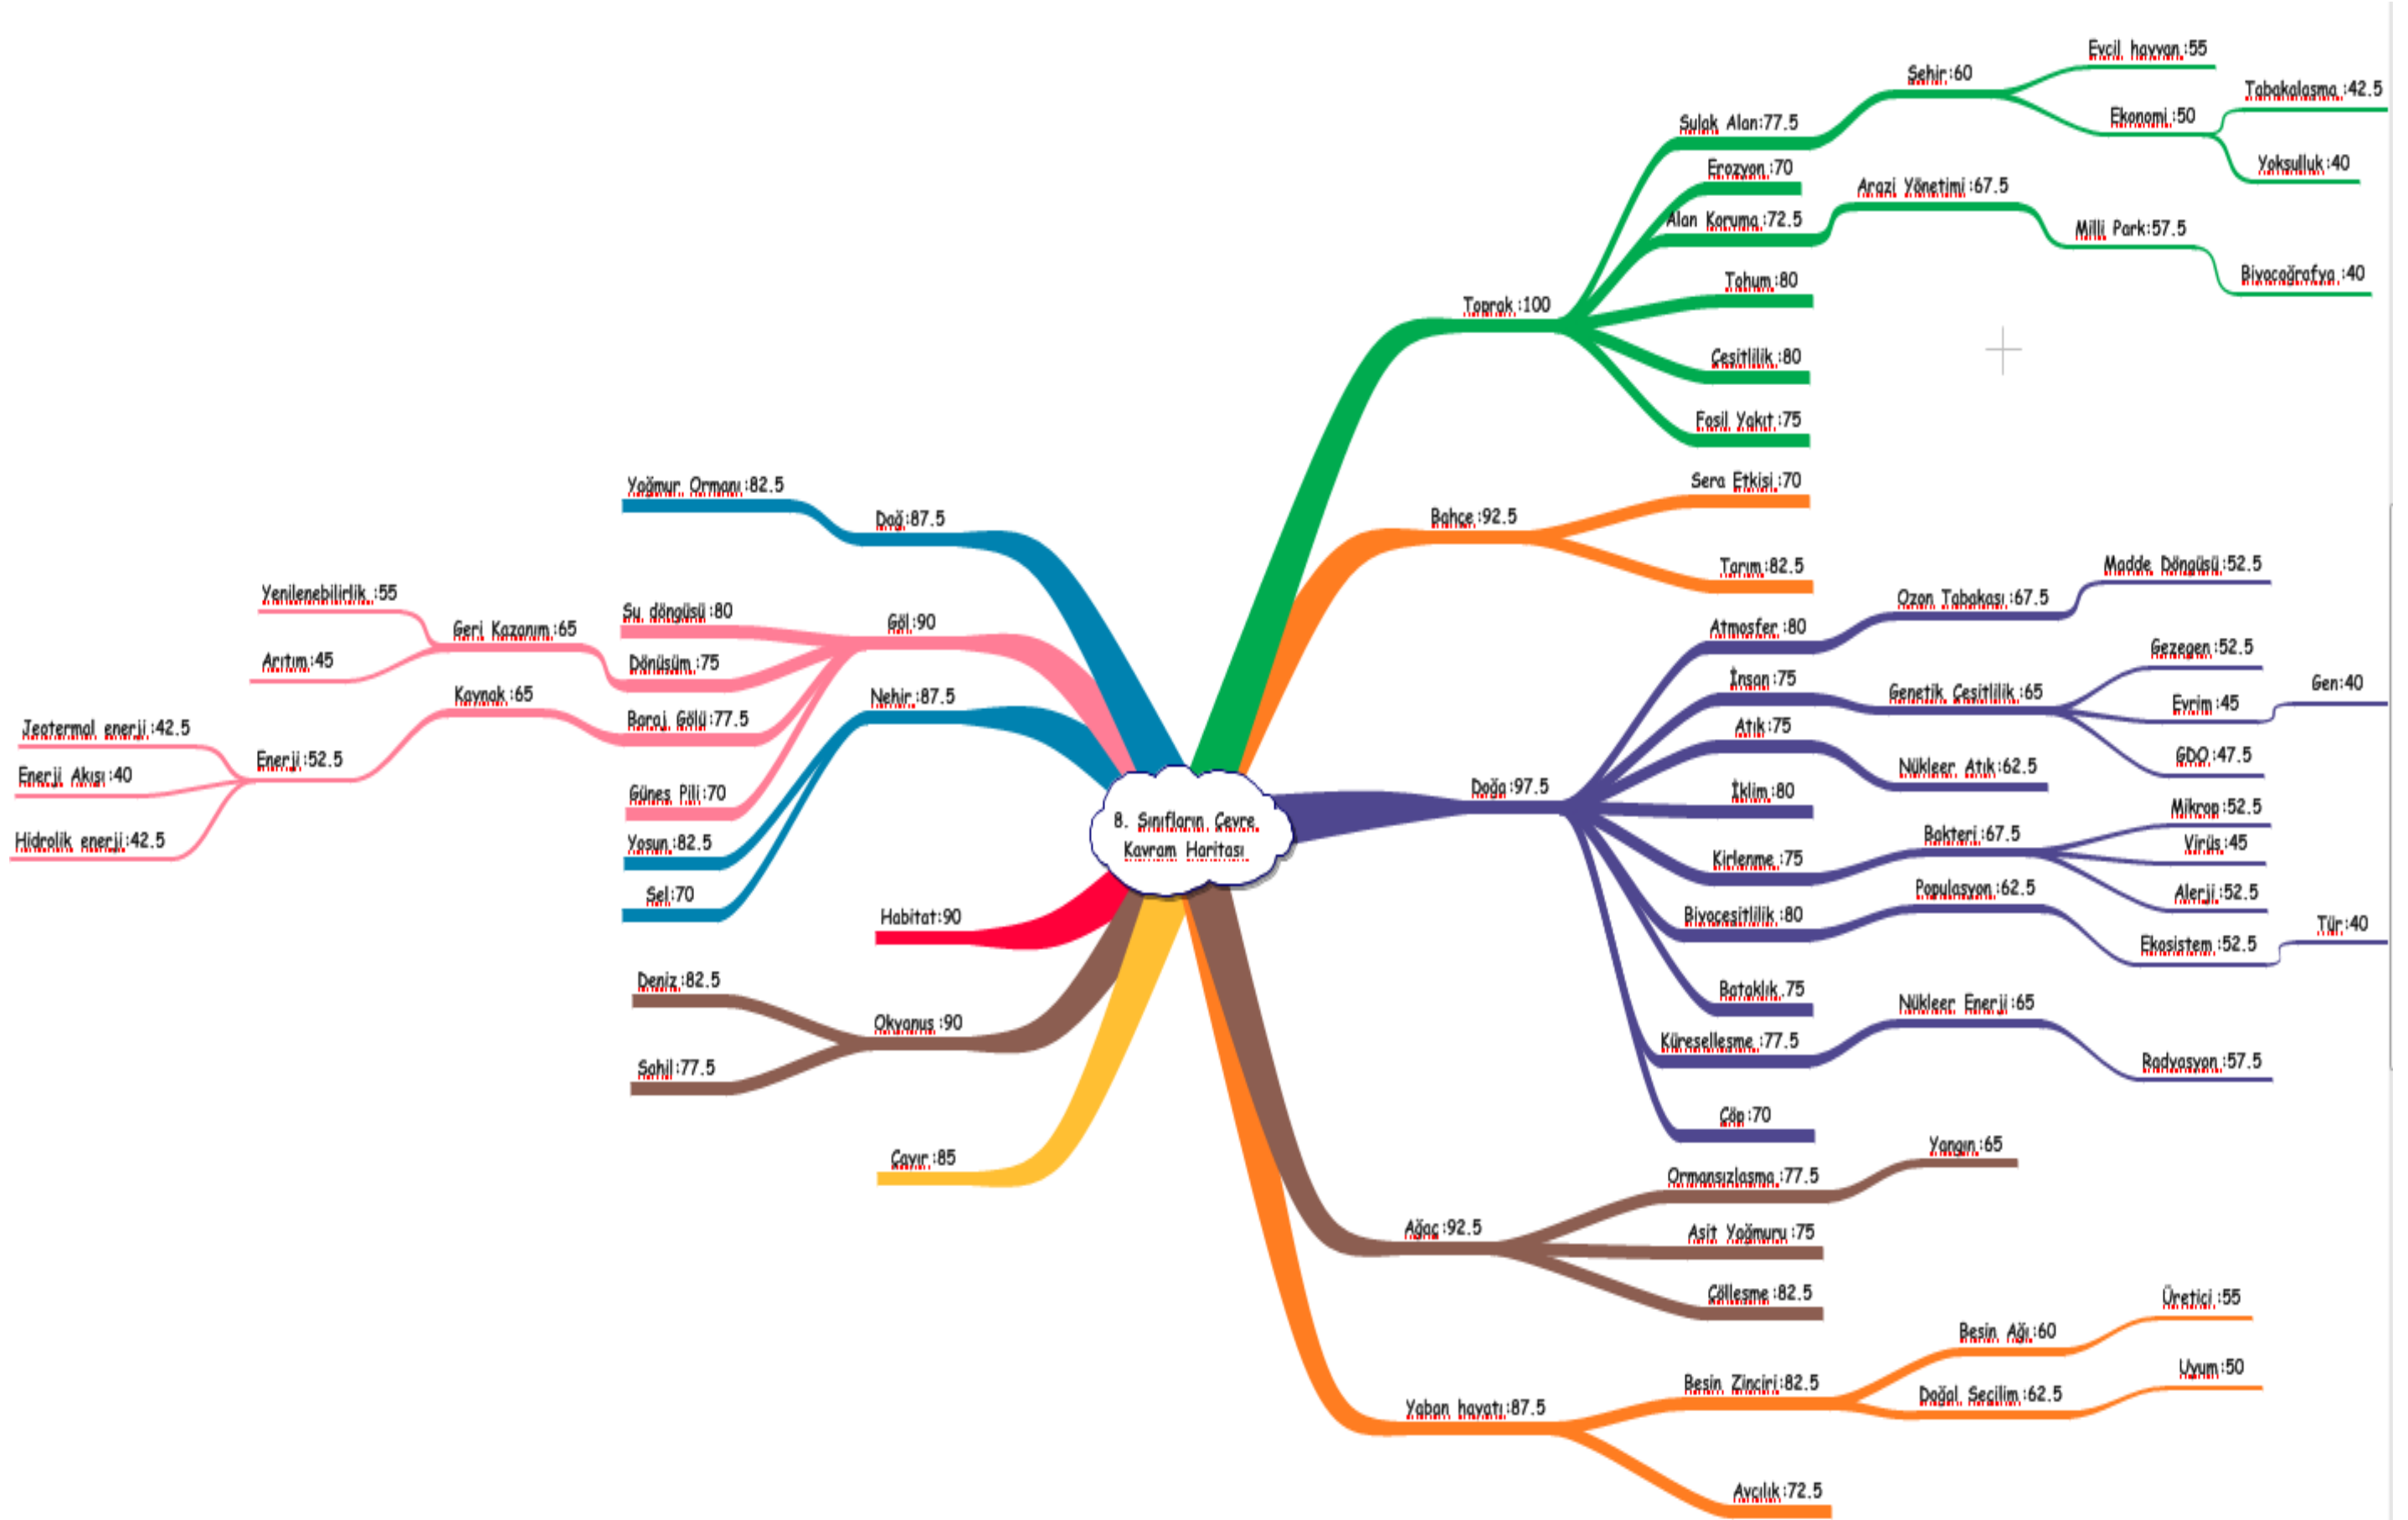 8. Sınıfların Çevre
Kavram Haritası
Toprak :100
Sulak Alan:77.5
Şehir:60
Evcil hayvan :55
Ekonomi :50
Tabakalaşma :42.5
Yoksulluk:40
Erozyon :70
Alan Koruma :72.5
Arazi Yönetimi :67.5
Milli Park:57.5
Biyocoğrafya :40
Tohum :80
Çeşitlilik :80
Fosil Yakıt :75
Bahçe :92.5
Sera Etkisi :70
Tarım :82.5
Doğa :97.5
Atmosfer :80
Ozon Tabakası :67.5
Madde Döngüsü :52.5
İnsan :75
Genetik Çeşitlilik :65
Gezegen :52.5
Evrim :45
Gen:40
GDO:47.5
Atık:75
Nükleer Atık :62.5
İklim :80
Kirlenme :75
Bakteri :67.5
Mikrop :52.5
Virüs:45
Alerji :52.5
Biyoçeşitlilik :80
Populasyon :62.5
Ekosistem :52.5
Tür:40
Bataklık.75
Küreselleşme :77.5
Nükleer Enerji :65
Radyasyon :57.5
Çöp:70
Ağaç :92.5
Ormansızlaşma :77.5
Yangın :65
Asit Yağmuru :75
Çölleşme :82.5
Yaban hayatı :87.5
Besin Zinciri:82.5
Besin Ağı:60
Üretici :55
Doğal Seçilim :62.5
Uyum:50
Avcılık:72.5
Dağ:87.5
Yağmur Ormanı :82.5
Göl:90
Su döngüsü :80
Dönüşüm :75
Geri Kazanım :65
Yenilenebilirlik :55
Arıtım:45
Baraj Gölü :77.5
Kaynak :65
Enerji :52.5
Jeotermal enerji :42.5
Enerji Akışı :40
Hidrolik enerji:42.5
Güneş Pili :70
Nehir :87.5
Yosun :82.5
Sel:70
Habitat:90
Okyanus :90
Deniz :82.5
Sahil:77.5
Çayır :85